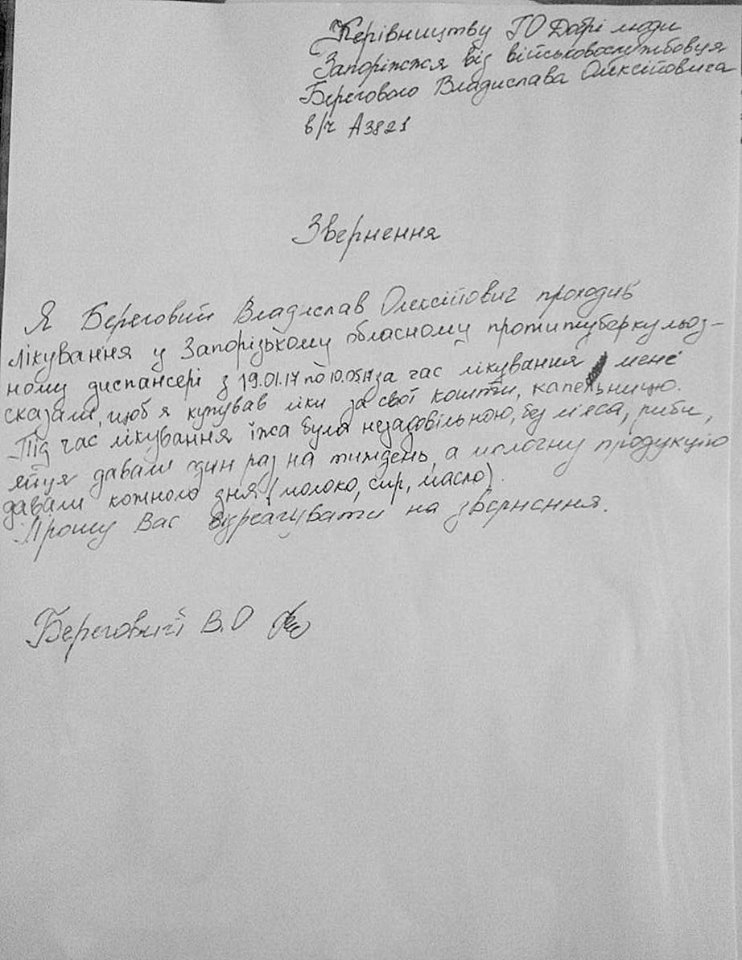 Керівництву ГО Добрі люди
Запоріжжя від військовослужбовця
Берегового Владислава Олексійовича
в/ч А3821
Звернення
Я Береговий Владислав Олексійович проходив
лікування у Запорізькому обласному протитуберкульоз-
ному диспансері з 19.01.17 по 10.05.17 за час лікування мене
сказали, щоб я купував ліки за свої кошти, капельницю.
Під час лікування їжа була незадовільною, без м'яса, риби,
яйця давали один раз на тиждень, а молочну продукцію
давали кожного дня (молоко, сир, масло).
Прошу Вас відреагувати на звернення.
Береговий В.О